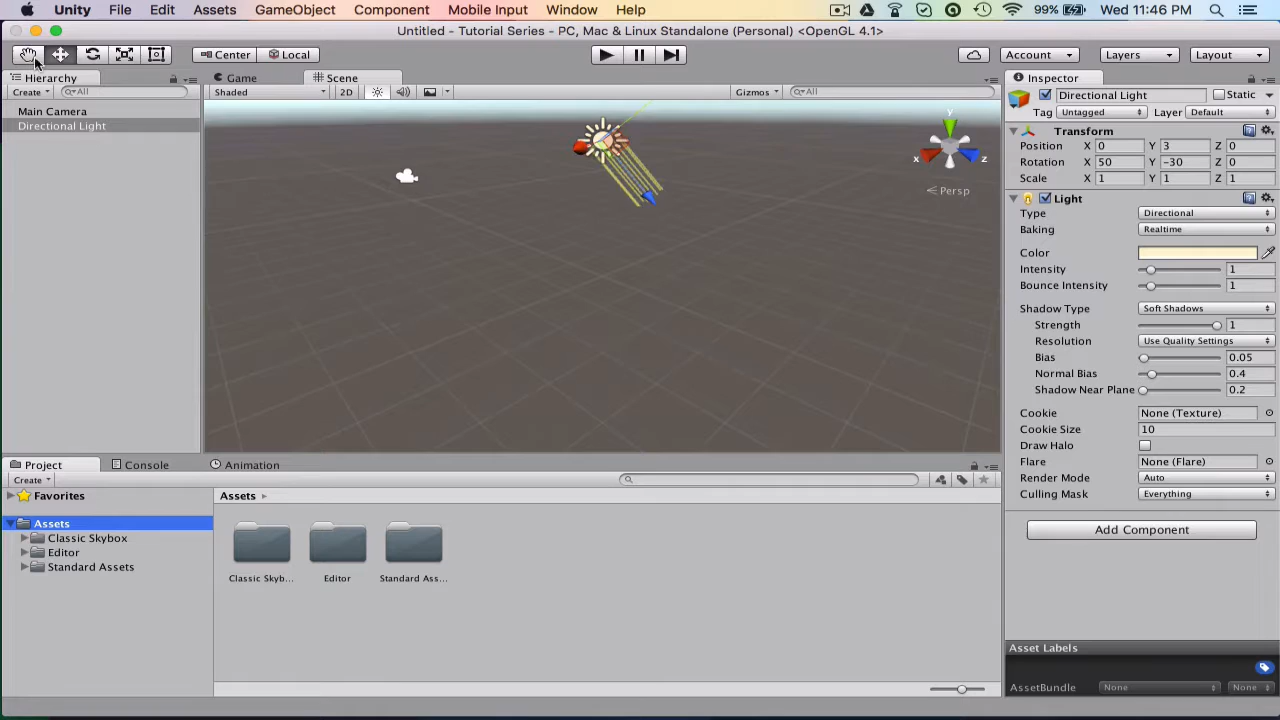 Unity File Edit Assets GameObject Component Mobile Input Window Help 99% Wed 11:46 PM
Untitled - Tutorial Series - PC, Mac & Linux Standalone (Personal) <OpenGL 4.1>
Center Local Account Layers Layout
Hierarchy Game Scene Inspector
Create All Shaded 2D Gizmos All
Directional Light Static
Main Camera
Tag Untagged Layer Default
Directional Light
y
x
z
Persp
Transform
Position X 0 Y 3 Z 0
Rotation X 50 Y -30 Z 0
Scale X 1 Y 1 Z 1
Light
Type Directional
Baking Realtime
Color
Intensity 1
Bounce Intensity 1
Shadow Type Soft Shadows
Strength 1
Resolution Use Quality Settings
Bias 0.05
Normal Bias 0.4
Shadow Near Plane 0.2
Cookie None (Texture)
Cookie Size 10
Draw Halo
Flare None (Flare)
Render Mode Auto
Culling Mask Everything
Add Component
Project Console Animation
Create
Favorites
Assets
Classic Skybox
Editor
Standard Assets
Assets
Classic Skyb... Editor Standard Ass...
Asset Labels
AssetBundle None None